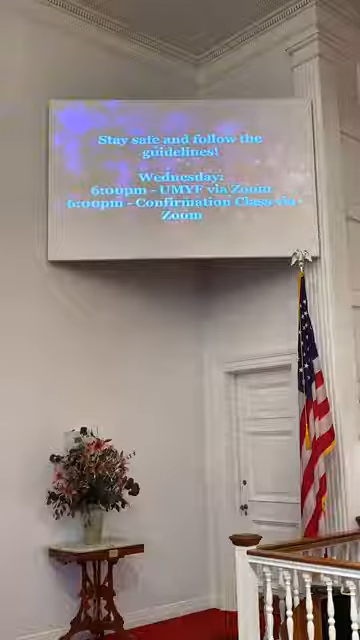 Stay safe and follow the
guidelines!
Wednesday:
6:00pm - UMYF via Zoom
6:00pm - Confirmation Class via
Zoom